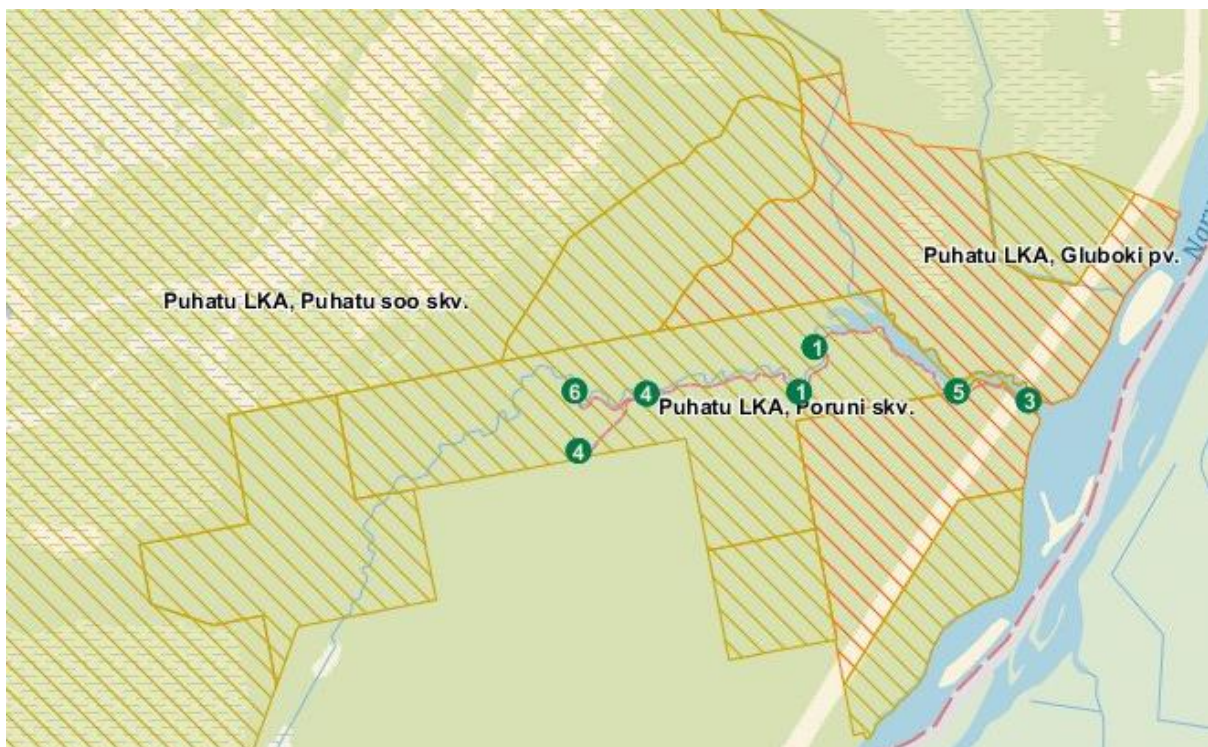 Narv
Puhatu LKA, Gluboki pv.
Puhatu LKA, Puhatu soo skv.
1
6
4
1
5
3
Puhatu LKA, Poruni skv.
4